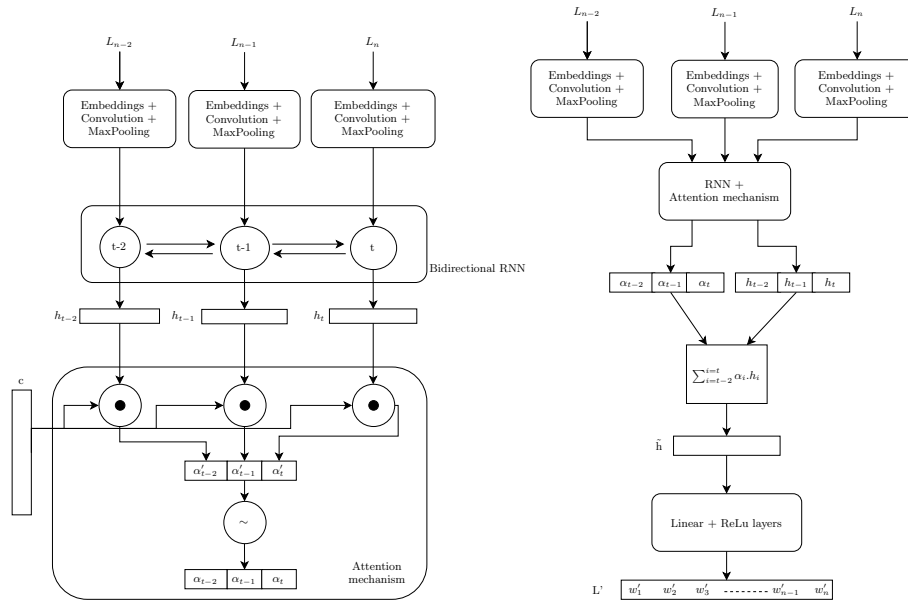 L_{n-2} L_{n-1} L_n
Embeddings +
Convolution +
MaxPooling
Embeddings +
Convolution +
MaxPooling
Embeddings +
Convolution +
MaxPooling
t-2 t-1 t
Bidirectional RNN
h_{t-2} h_{t-1} h_t
c
α'_{t-2} α'_{t-1} α'_t
∼
α_{t-2} α_{t-1} α_t
Attention
mechanism
L_{n-2} L_{n-1} L_n
Embeddings +
Convolution +
MaxPooling
Embeddings +
Convolution +
MaxPooling
Embeddings +
Convolution +
MaxPooling
RNN +
Attention mechanism
α_{t-2} α_{t-1} α_t
h_{t-2} h_{t-1} h_t
∑_{i=t-2}^{i=t} α_i.h_i
h̃
Linear + ReLu layers
L' w'_1 w'_2 w'_3 --------- w'_{n-1} w'_n